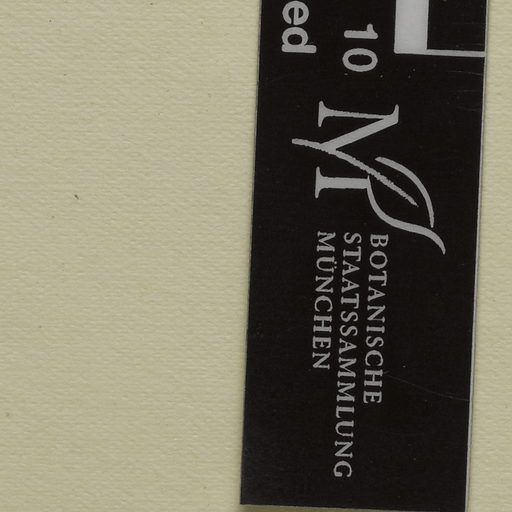 10
ed
M
BOTANISCHE
STAATSSAMMLUNG
MÜNCHEN